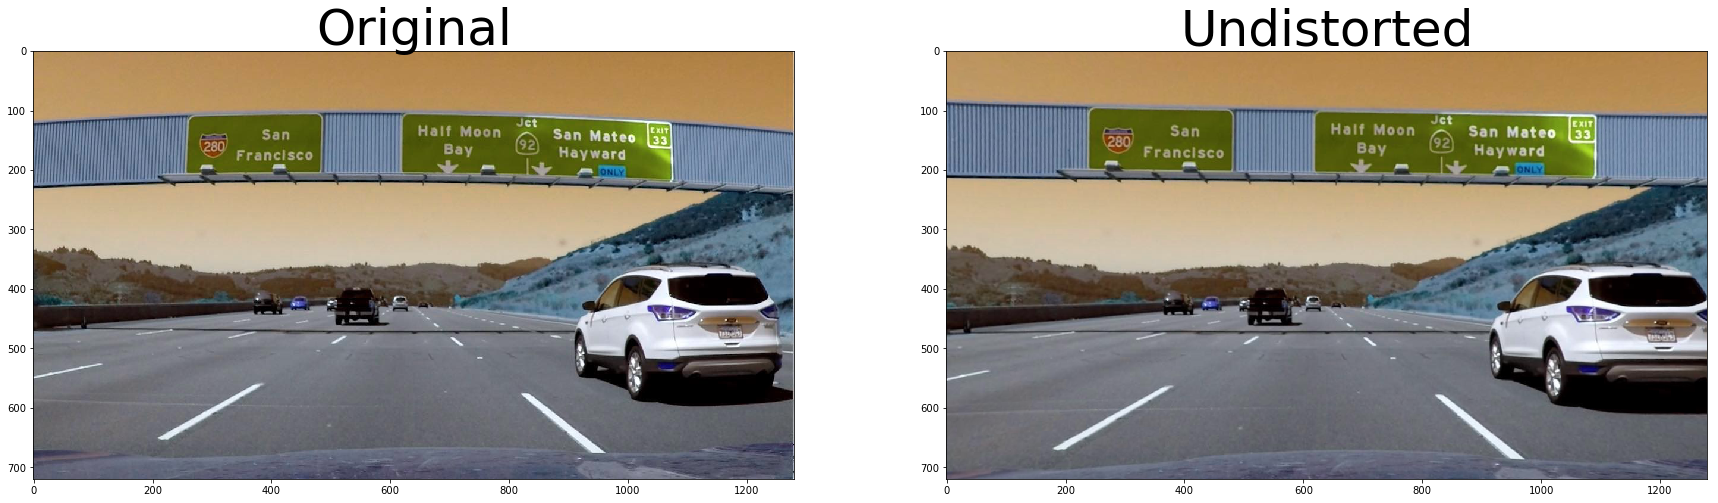 Original
Undistorted
0
100
200
300
400
500
600
700
0
200
400
600
800
1000
1200
280
San
Francisco
Half Moon
Bay
Jct
92
San Mateo
Hayward
EXIT
33
ONLY
0
100
200
300
400
500
600
700
0
200
400
600
800
1000
1200
280
San
Francisco
Half Moon
Bay
Jct
92
San Mateo
Hayward
EXIT
33
ONLY